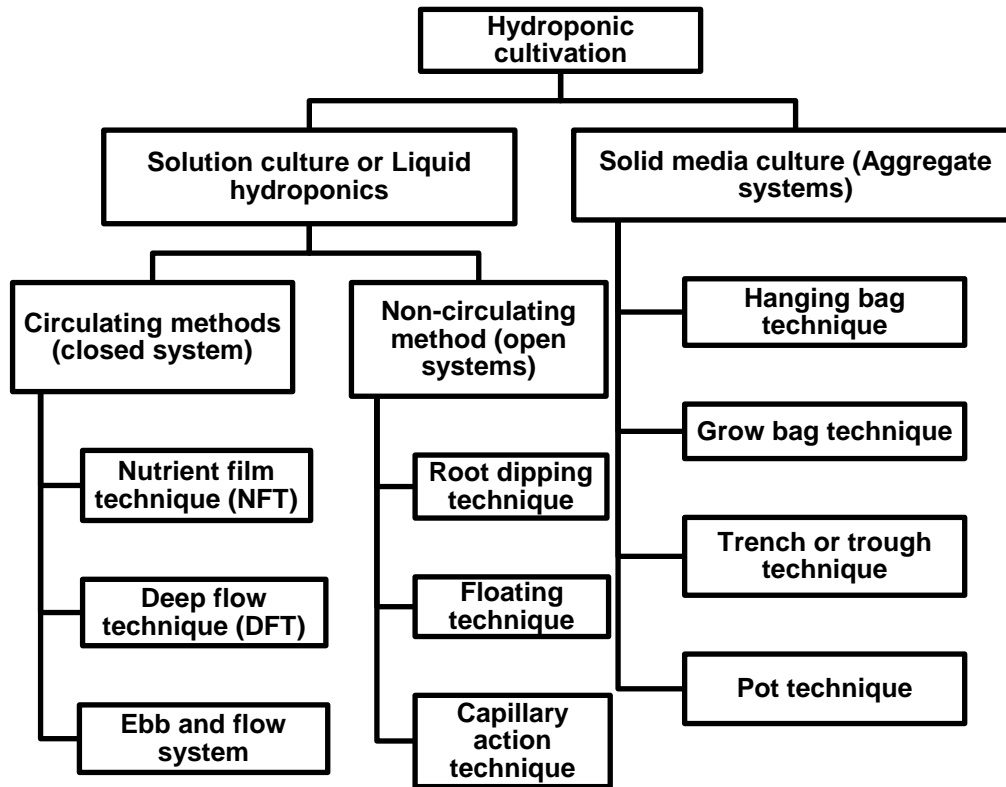 Hydroponic
cultivation
Solution culture or Liquid
hydroponics
Solid media culture (Aggregate
systems)
Circulating methods
(closed system)
Non-circulating
method (open
systems)
Nutrient film
technique (NFT)
Deep flow
technique (DFT)
Ebb and flow
system
Root dipping
technique
Floating
technique
Capillary
action
technique
Hanging bag
technique
Grow bag technique
Trench or trough
technique
Pot technique